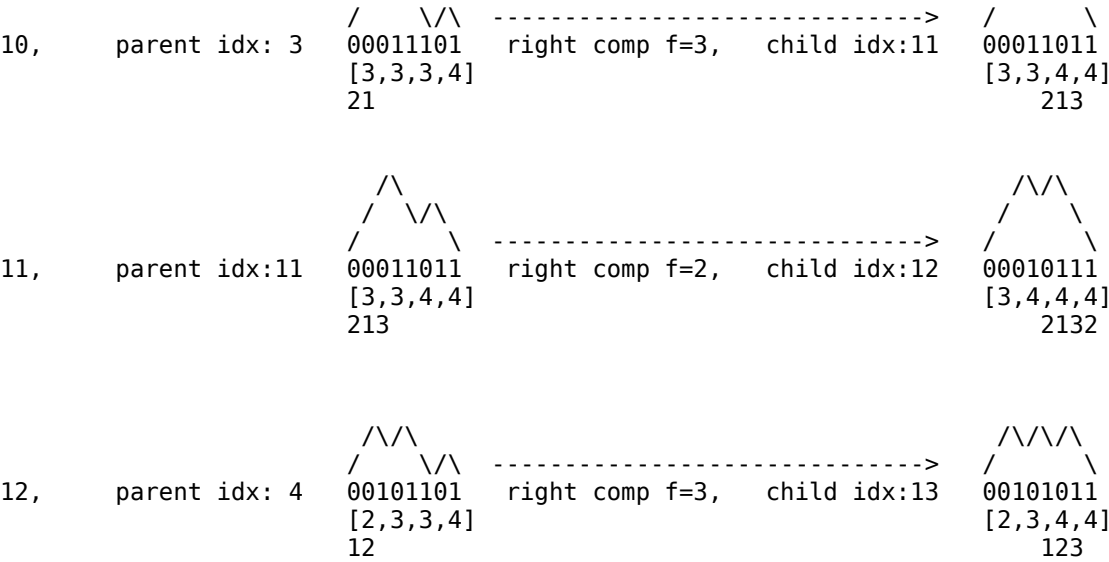 /    \/\  ----------------------------->   /      \
10,     parent idx: 3   00011101   right comp f=3,   child idx:11   00011011
[3,3,3,4]   [3,3,4,4]
21   213
/\   /\/\
/  \/\   /    \
/      \  ----------------------------->   /      \
11,     parent idx:11   00011011   right comp f=2,   child idx:12   00010111
[3,3,4,4]   [3,4,4,4]
213   2132
/\/\   /\/\/\
/    \/\  ----------------------------->   /      \
12,     parent idx: 4   00101101   right comp f=3,   child idx:13   00101011
[2,3,3,4]   [2,3,4,4]
12   123